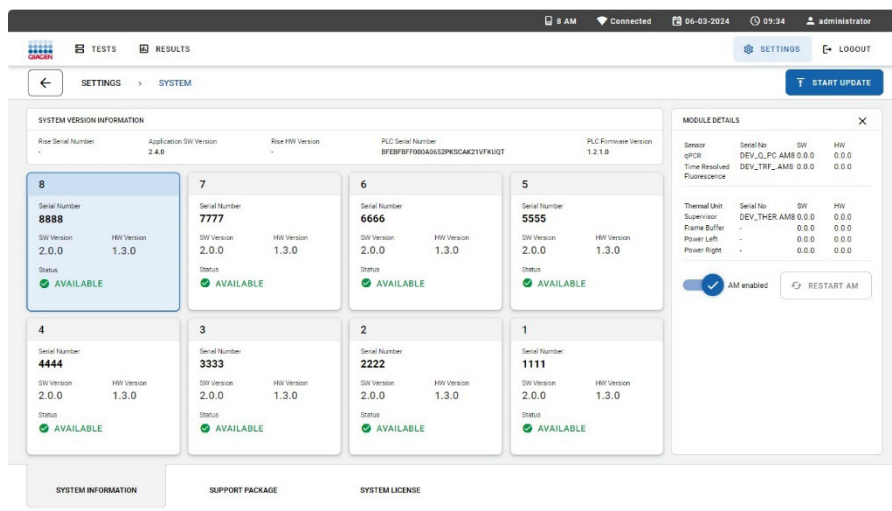 8 AM Connected 06-03-2024 09:34 administrator
QIAGEN TESTS RESULTS SETTINGS LOGOUT
SETTINGS > SYSTEM START UPDATE
SYSTEM VERSION INFORMATION
Rise Serial Number Application SW Version Rise HW Version PLC Serial Number PLC Firmware Version
- 2.4.0 - BFEBFBFF000A0652PKSCAK21VFKUQT 1.2.1.0
8 7 6 5
Serial Number Serial Number Serial Number Serial Number
8888 7777 6666 5555
SW Version HW Version SW Version HW Version SW Version HW Version SW Version HW Version
2.0.0 1.3.0 2.0.0 1.3.0 2.0.0 1.3.0 2.0.0 1.3.0
Status Status Status Status
AVAILABLE AVAILABLE AVAILABLE AVAILABLE
4 3 2 1
Serial Number Serial Number Serial Number Serial Number
4444 3333 2222 1111
SW Version HW Version SW Version HW Version SW Version HW Version SW Version HW Version
2.0.0 1.3.0 2.0.0 1.3.0 2.0.0 1.3.0 2.0.0 1.3.0
Status Status Status Status
AVAILABLE AVAILABLE AVAILABLE AVAILABLE
MODULE DETAILS
Sensor Serial No SW HW
qPCR DEV_Q_PC.AM8 0.0.0 0.0.0
Time Resolved DEV_TRF_.AM8 0.0.0 0.0.0
Fluorescence
Thermal Unit Serial No SW HW
Supervisor DEV_THER.AM8 0.0.0 0.0.0
Frame Buffer - 0.0.0 0.0.0
Power Left - 0.0.0 0.0.0
Power Right - 0.0.0 0.0.0
AM enabled RESTART AM
SYSTEM INFORMATION SUPPORT PACKAGE SYSTEM LICENSE